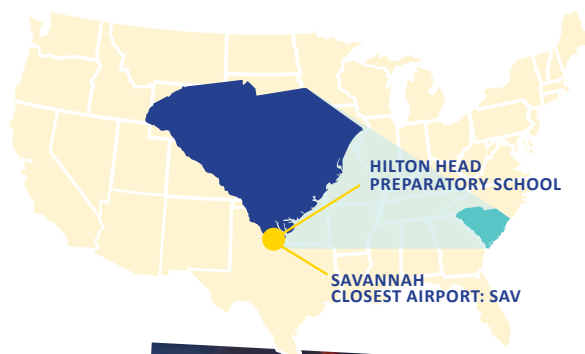 HILTON HEAD
PREPARATORY SCHOOL
SAVANNAH
CLOSEST AIRPORT: SAV